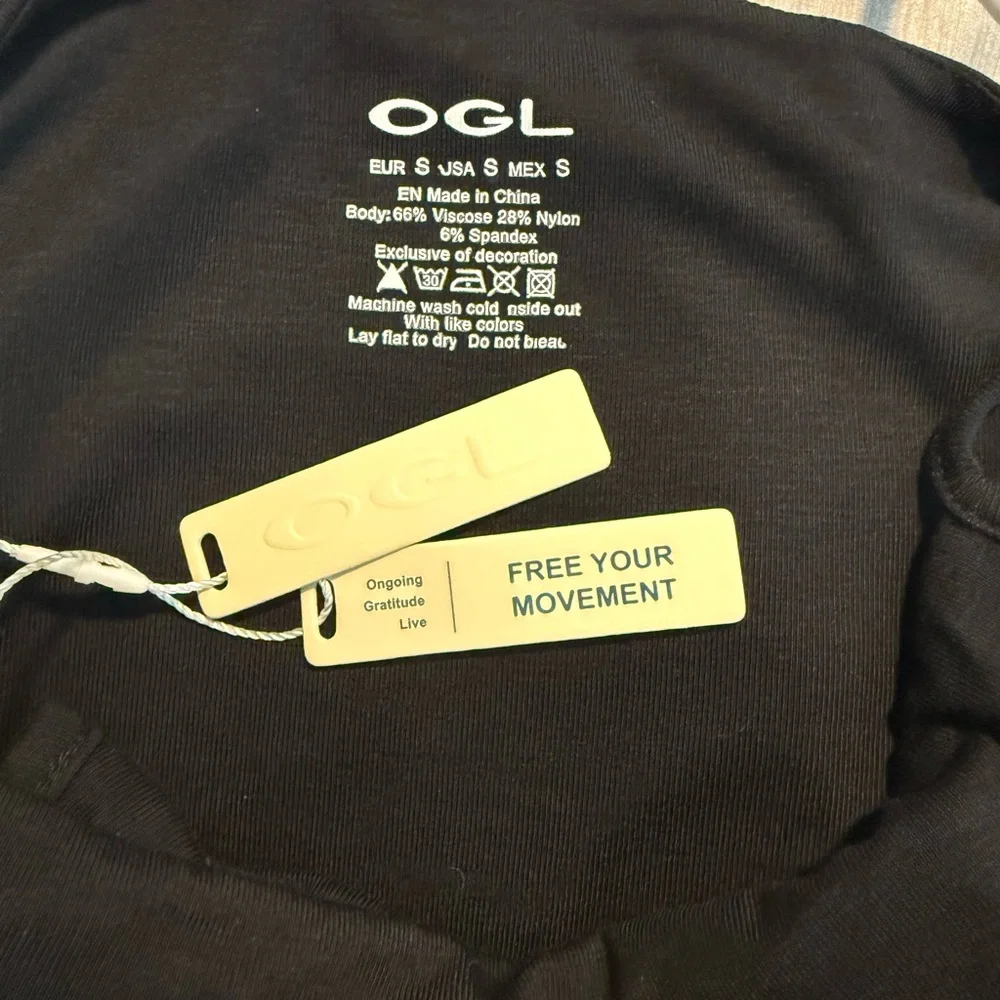 OGL
EUR S USA S MEX S
EN Made in China
Body:66% Viscose 28% Nylon
6% Spandex
Exclusive of decoration
30
Machine wash cold nside out
With like colors
Lay flat to dry Do not
OGL
Ongoing
Gratitude
Live
FREE YOUR
MOVEMENT